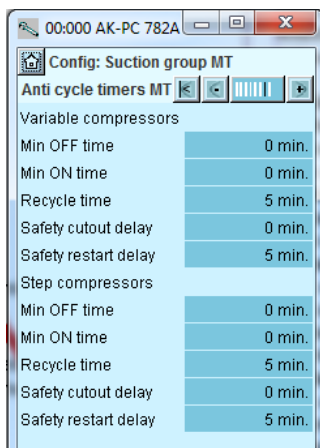 00:000 AK-PC 782A
Config: Suction group MT
Anti cycle timers MT
Variable compressors
Min OFF time 0 min.
Min ON time 0 min.
Recycle time 5 min.
Safety cutout delay 0 min.
Safety restart delay 5 min.
Step compressors
Min OFF time 0 min.
Min ON time 0 min.
Recycle time 5 min.
Safety cutout delay 0 min.
Safety restart delay 5 min.